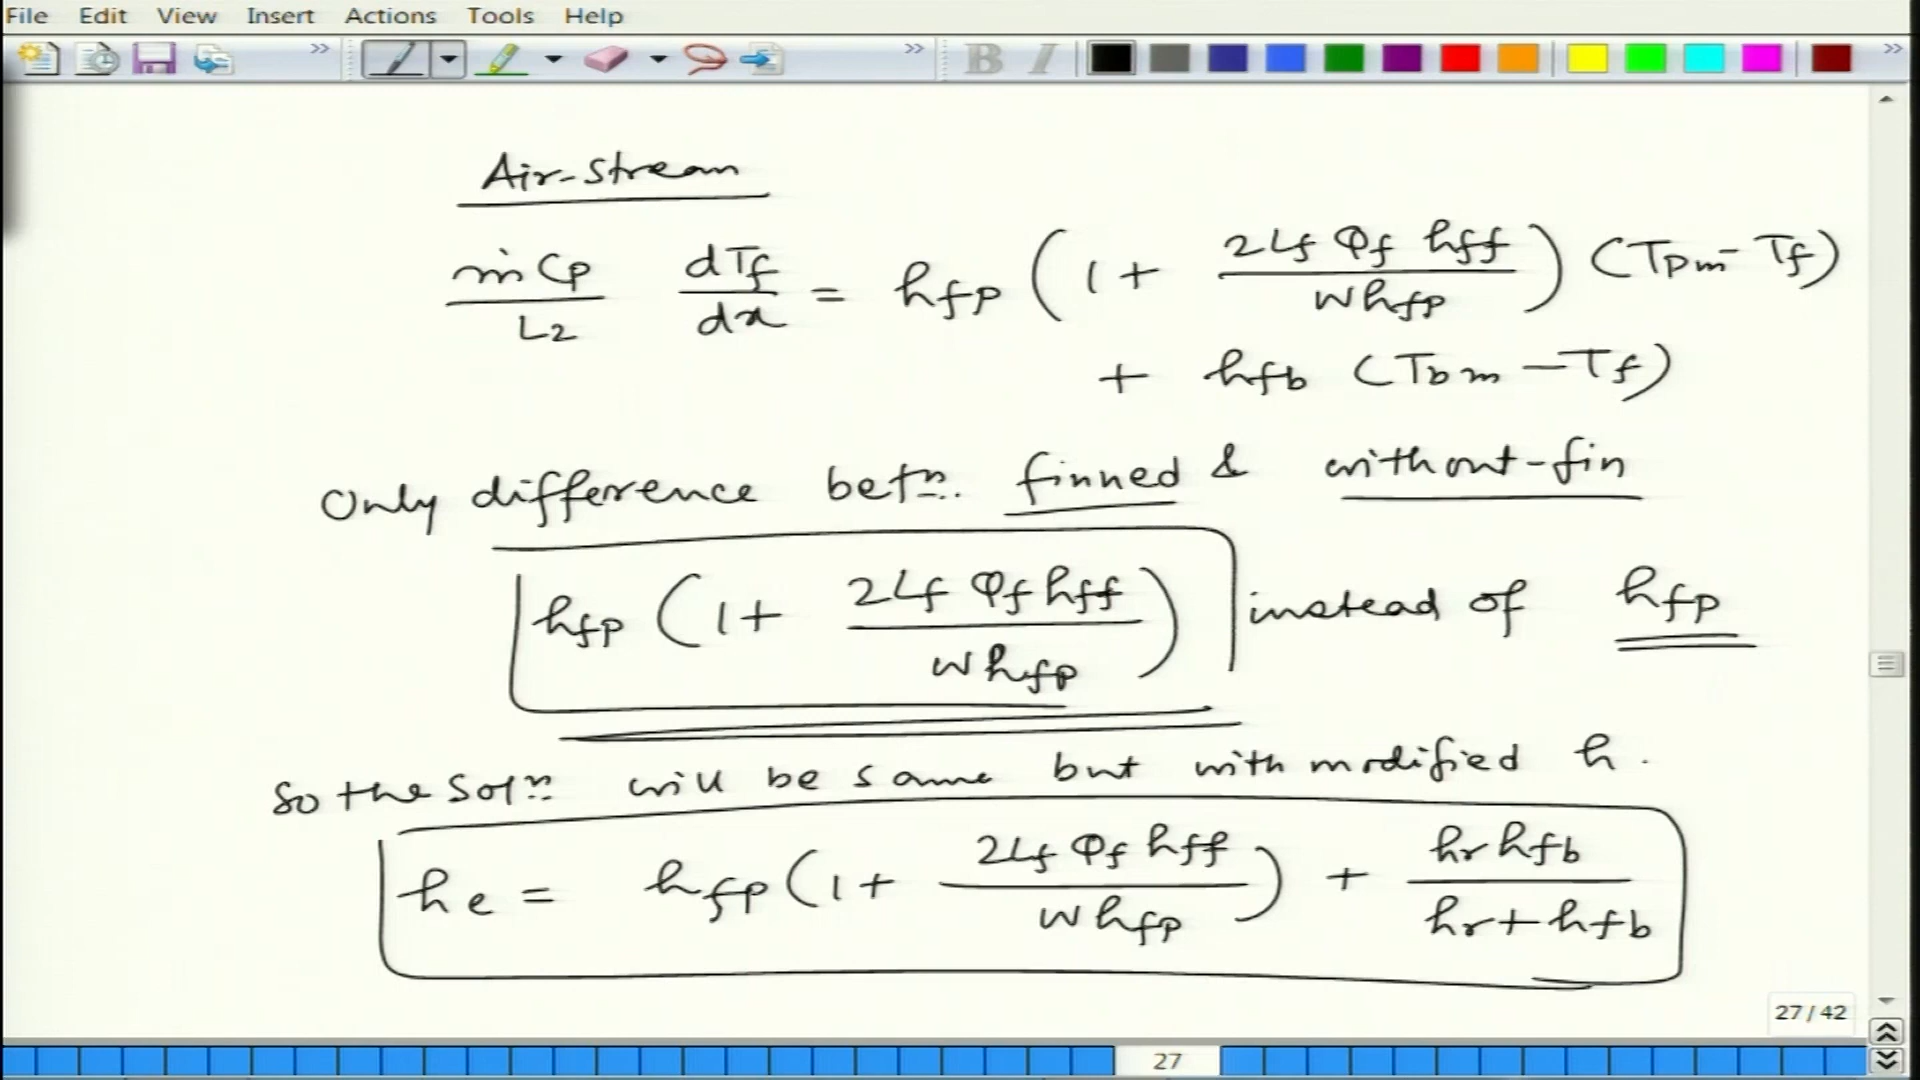 File Edit View Insert Actions Tools Help
B I
Air-stream
ṁCp/L2 dTf/dx = hfp (1 + 2Lf Φf hff / W hfp) (Tpm - Tf)
+ hfb (Tbm - Tf)
Only difference betn. finned & without-fin
hfp (1 + 2Lf Φf hff / W hfp) instead of hfp
So the Soln will be same but with modified h.
he = hfp (1 + 2Lf Φf hff / W hfp) + hr hfb / hr + hfb
27 / 42
27